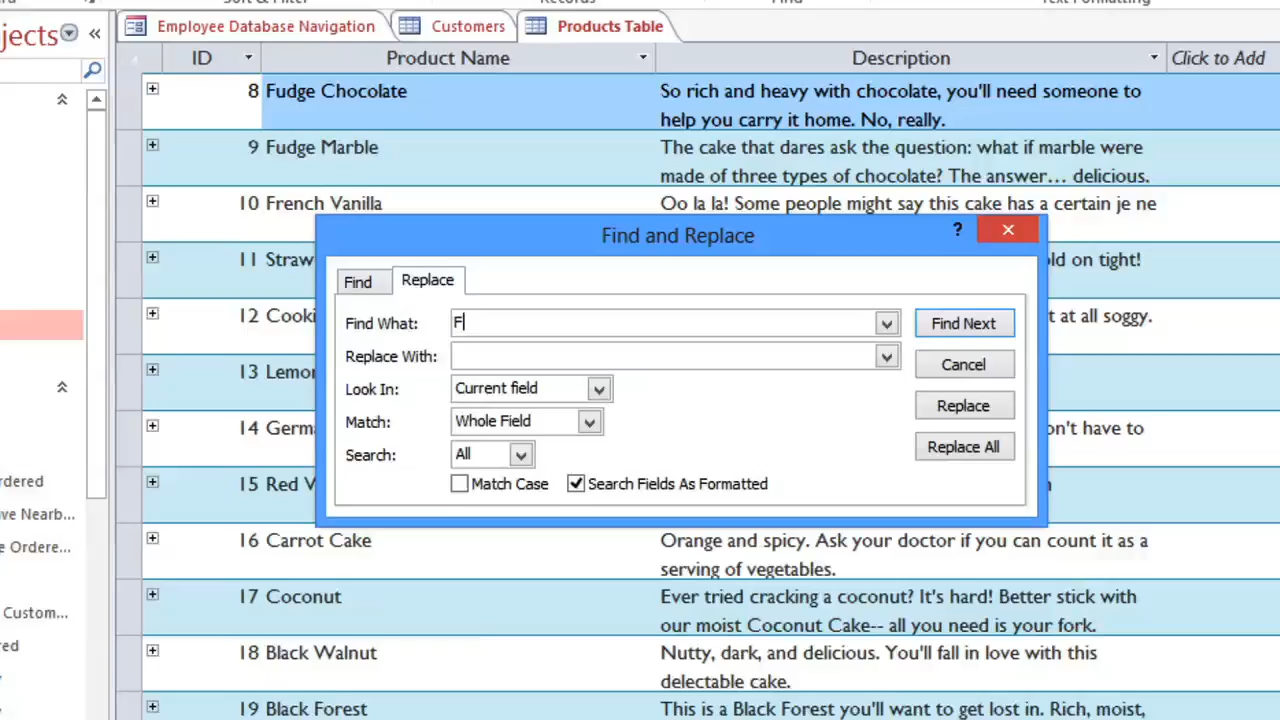 Employee Database Navigation Customers Products Table
jects
ID Product Name Description Click to Add
8 Fudge Chocolate So rich and heavy with chocolate, you'll need someone to
help you carry it home. No, really.
9 Fudge Marble The cake that dares ask the question: what if marble were
made of three types of chocolate? The answer... delicious.
10 French Vanilla Oo la la! Some people might say this cake has a certain je ne
Find and Replace ?
11 Straw ld on tight!
Find Replace
12 Cooki t at all soggy.
Find What: F Find Next
Replace With: Cancel
13 Lemon
Look In: Current field
Replace
Match: Whole Field
14 Germa n't have to
Replace All
Search: All
Match Case Search Fields As Formatted
15 Red V
rdered
ve Nearb...
16 Carrot Cake Orange and spicy. Ask your doctor if you can count it as a
serving of vegetables.
e Ordere...
17 Coconut Ever tried cracking a coconut? It's hard! Better stick with
our moist Coconut Cake-- all you need is your fork.
Custom...
red
18 Black Walnut Nutty, dark, and delicious. You'll fall in love with this
delectable cake.
19 Black Forest This is a Black Forest you'll want to get lost in. Rich, moist,